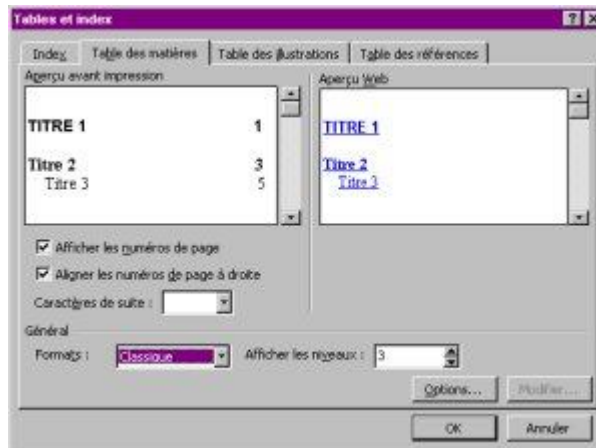 Tables et index
Index Table des matières Table des illustrations Table des références
Aperçu avant impression
TITRE 1 1
Titre 2 3
Titre 3 5
Aperçu Web
TITRE 1
Titre 2
Titre 3
Afficher les numéros de page
Aligner les numéros de page à droite
Caractères de suite :
Général
Formats : Classique Afficher les niveaux : 3
Options... Modifier...
OK Annuler